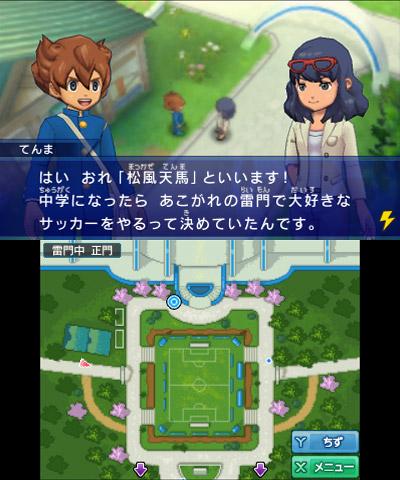 てんま
はい おれ「松風天馬」といいます!
中学になったら あこがれの雷門で大好きな
サッカーをやるって決めていたんです。
雷門中 正門
Y ちず
X メニュー